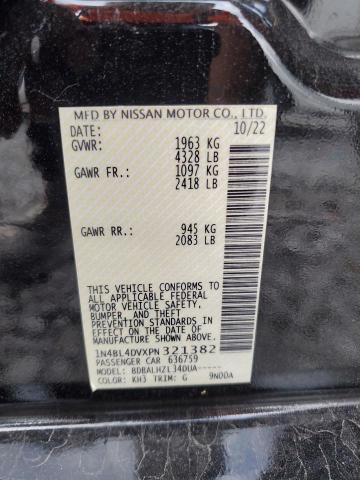 MFD BY NISSAN MOTOR CO., LTD.
DATE: 10/22
GVWR: 1963 KG
4328 LB
GAWR FR.: 1097 KG
2418 LB
GAWR RR.: 945 KG
2083 LB
THIS VEHICLE CONFORMS TO
ALL APPLICABLE FEDERAL
MOTOR VEHICLE SAFETY,
BUMPER, AND THEFT
PREVENTION STANDARDS IN
EFFECT ON THE DATE OF
MANUFACTURE SHOWN ABOVE.
1N4BL4DVXPN321382
PASSENGER CAR 636759
MODEL: BDBALHZL34DUA-----
COLOR: KH3 TRIM: G 9N0DA